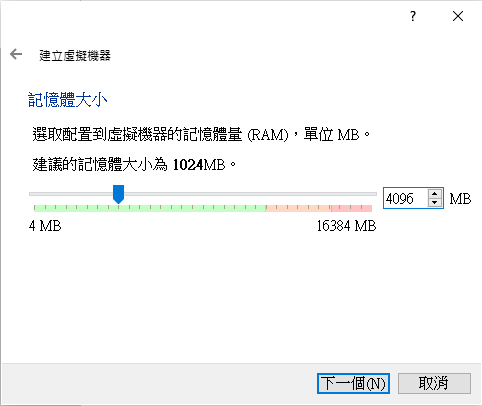 ?
建立虛擬機器
記憶體大小
選取配置到虛擬機器的記憶體量 (RAM)，單位 MB。
建議的記憶體大小為 1024MB。
4096 MB
4 MB 16384 MB
下一個(N) 取消